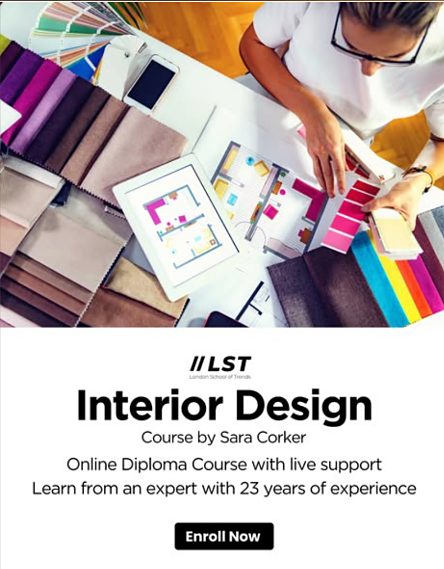 LST
London School of Trends
Interior Design
Course by Sara Corker
Online Diploma Course with live support
Learn from an expert with 23 years of experience
Enroll Now